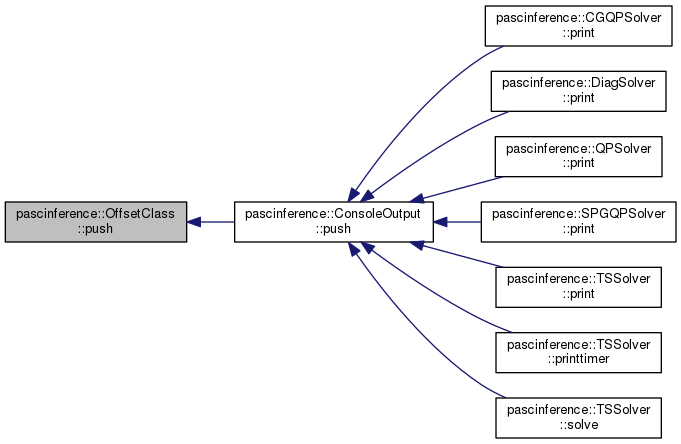 pascinference::CGQPSolver
::print
pascinference::DiagSolver
::print
pascinference::QPSolver
::print
pascinference::OffsetClass
::push
pascinference::ConsoleOutput
::push
pascinference::SPGQPSolver
::print
pascinference::TSSolver
::print
pascinference::TSSolver
::printtimer
pascinference::TSSolver
::solve